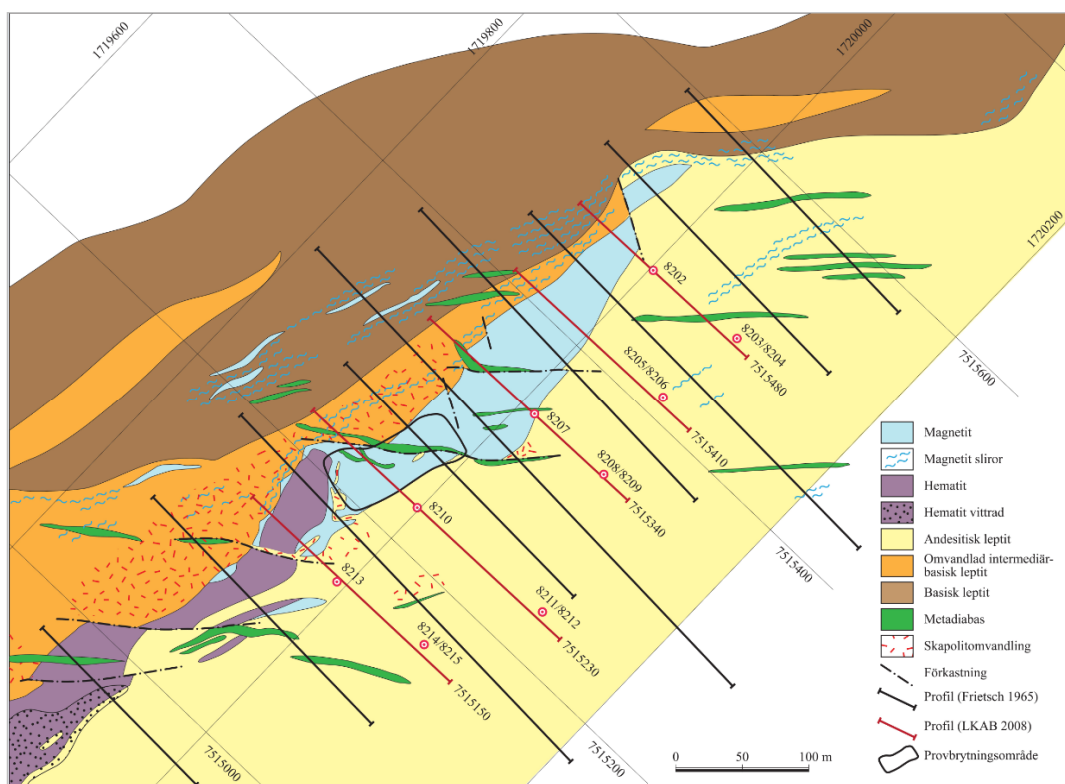 1719600
1719800
1720000
1720200
8202
8203/8204
7515480
7515600
8205/8206
7515410
8207
8208/8209
7515340
7515400
8210
8211/8212
7515230
8213
8214/8215
7515150
7515200
7515000
Magnetit
Magnetit sliror
Hematit
Hematit vittrad
Andesitisk leptit
Omvandlad intermediär-
basisk leptit
Basisk leptit
Metadiabas
Skapolitomvandling
Förkastning
Profil (Frietsch 1965)
Profil (LKAB 2008)
Provbrytningsområde
0 50 100 m